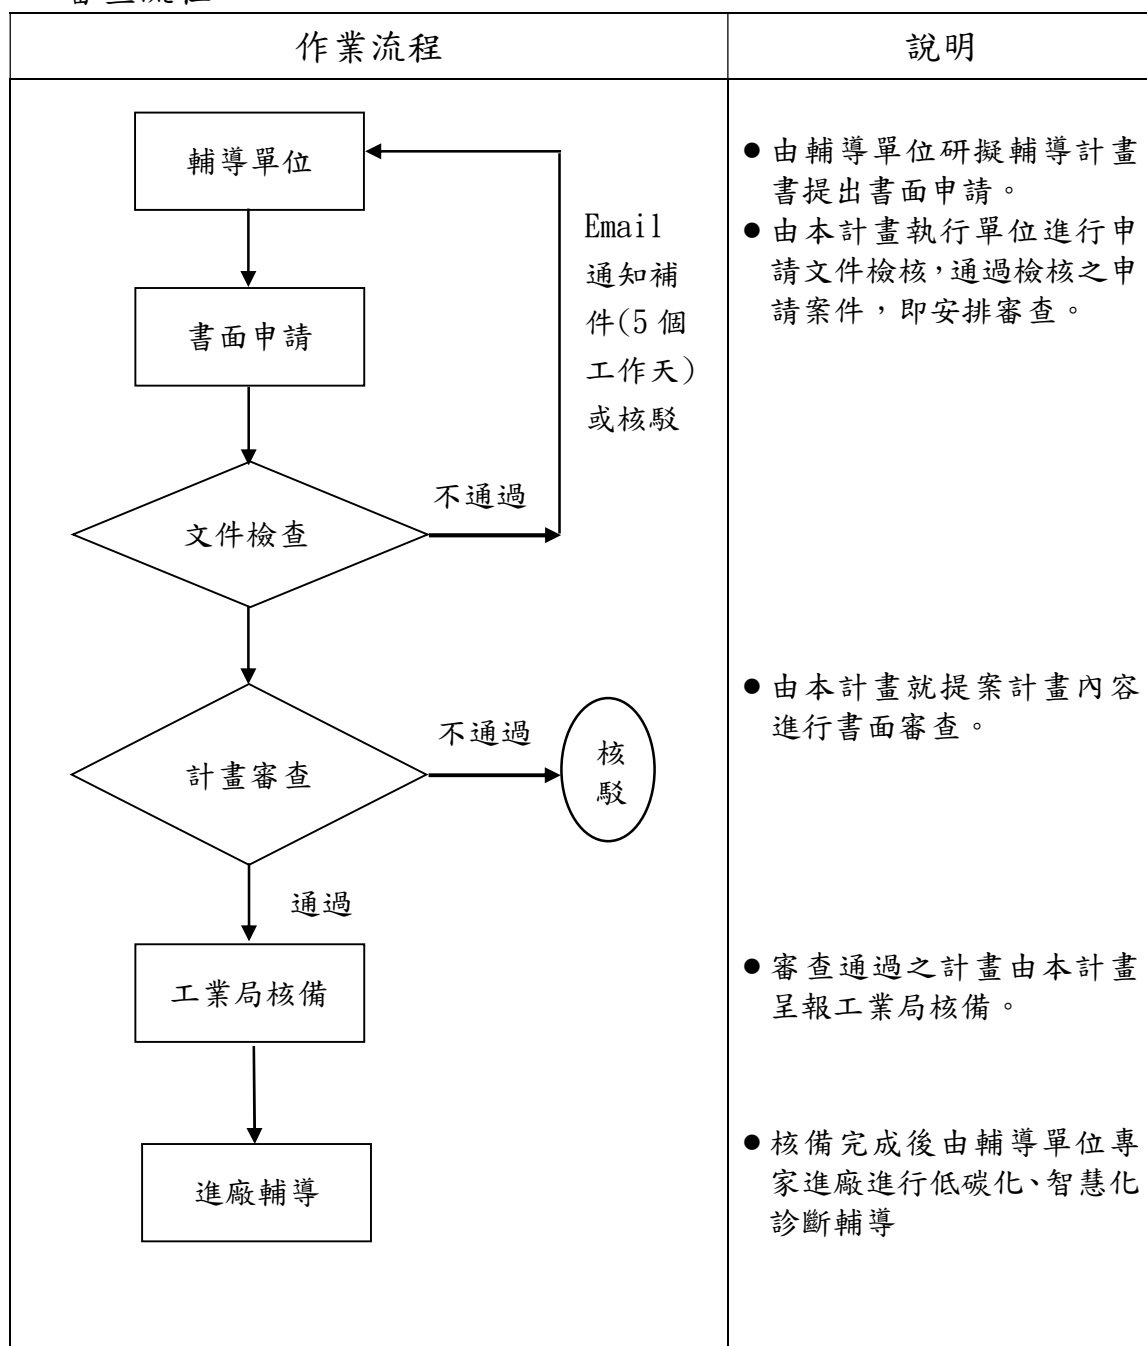 作業流程
說明
輔導單位
Email
通知補
件(5個
工作天)
或核駁
書面申請
不通過
文件檢查
不通過
計畫審查
核
駁
通過
工業局核備
進廠輔導
●由輔導單位研擬輔導計畫
書提出書面申請。
●由本計畫執行單位進行申
請文件檢核,通過檢核之申
請案件,即安排審查。
●由本計畫就提案計畫內容
進行書面審查。
●審查通過之計畫由本計畫
呈報工業局核備。
●核備完成後由輔導單位專
家進廠進行低碳化、智慧化
診斷輔導